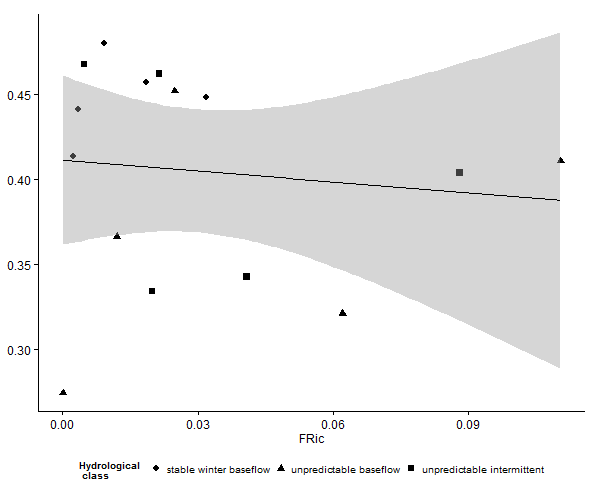 0.45
0.40
0.35
0.30
0.00 0.03 0.06 0.09
FRic
Hydrological
class
stable winter baseflow unpredictable baseflow unpredictable intermittent